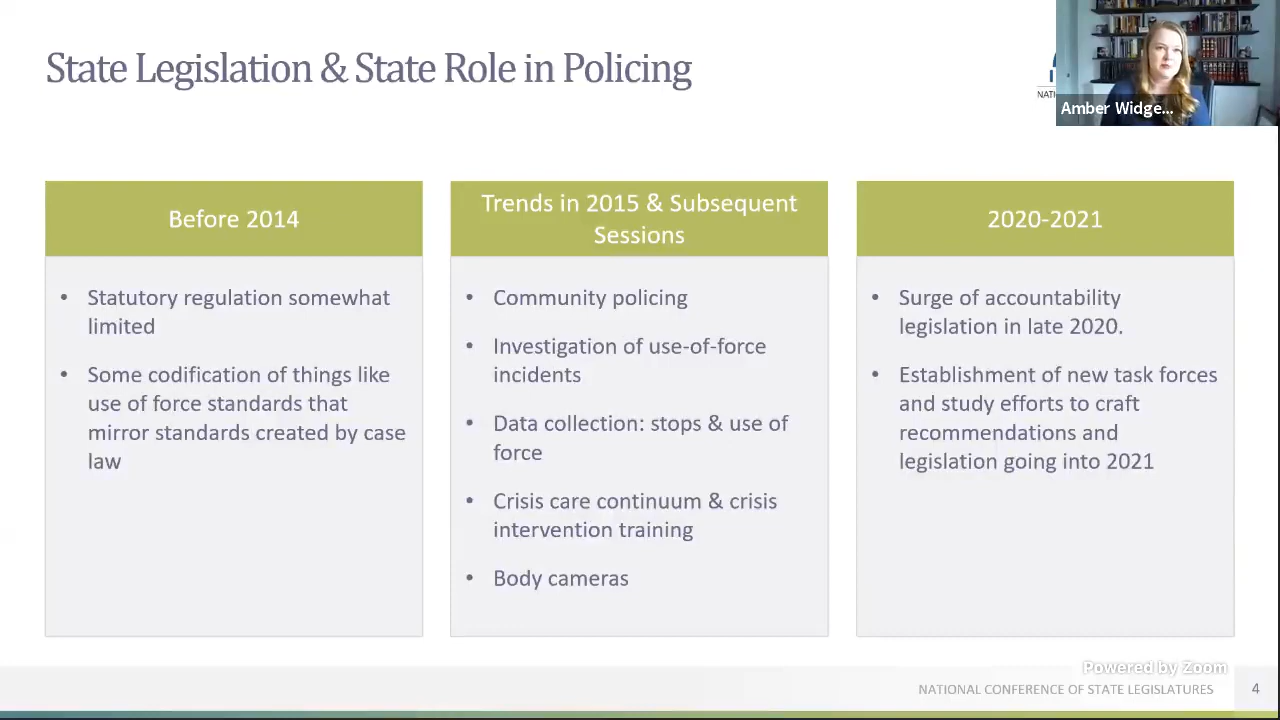 State Legislation & State Role in Policing
NATI
Amber Widge...
Before 2014
• Statutory regulation somewhat
limited
• Some codification of things like
use of force standards that
mirror standards created by case
law
Trends in 2015 & Subsequent
Sessions
• Community policing
• Investigation of use-of-force
incidents
• Data collection: stops & use of
force
• Crisis care continuum & crisis
intervention training
• Body cameras
2020-2021
• Surge of accountability
legislation in late 2020.
• Establishment of new task forces
and study efforts to craft
recommendations and
legislation going into 2021
Powered by Zoom
NATIONAL CONFERENCE OF STATE LEGISLATURES 4